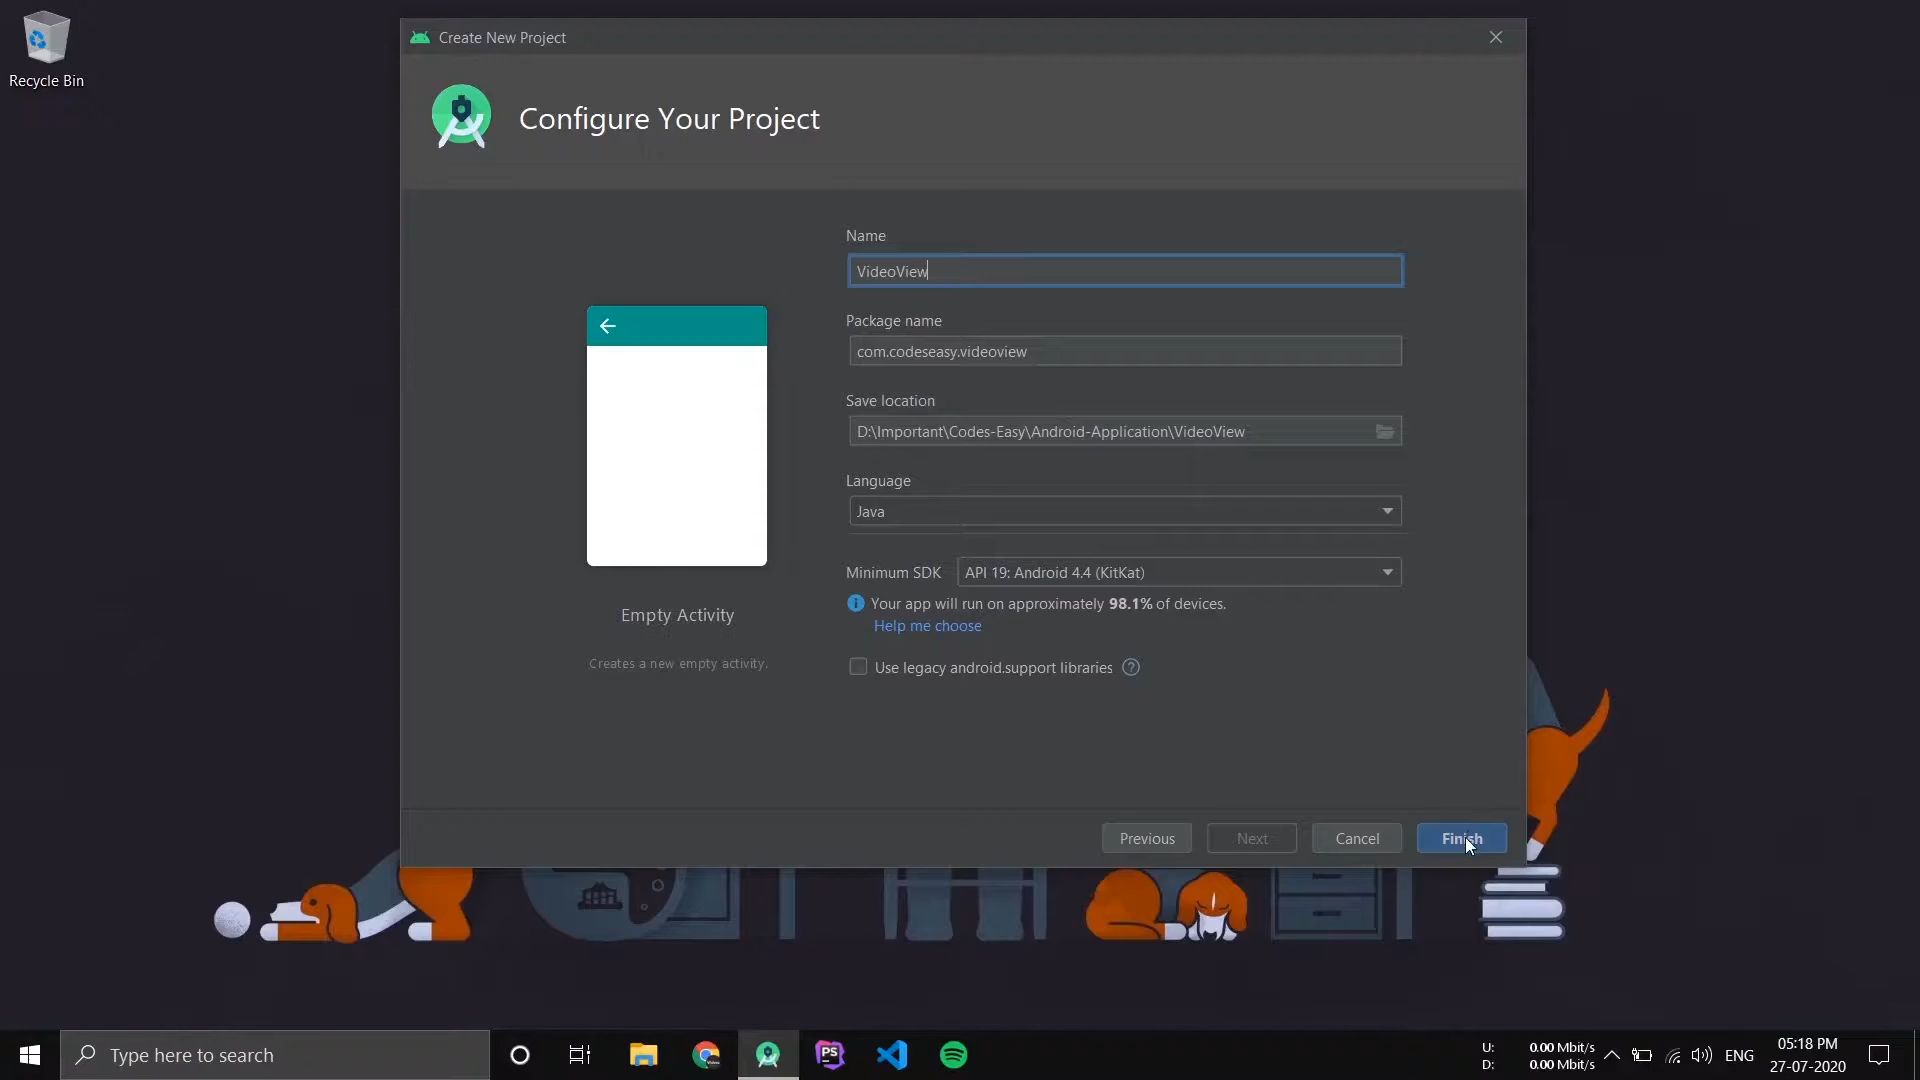 Recycle Bin
Create New Project
Configure Your Project
Name
VideoView
Package name
com.codeseasy.videoview
Save location
D:\Important\Codes-Easy\Android-Application\VideoView
Language
Java
Minimum SDK
API 19: Android 4.4 (KitKat)
Your app will run on approximately 98.1% of devices.
Help me choose
Use legacy android.support libraries
?
Empty Activity
Creates a new empty activity.
Previous
Next
Cancel
Finish
Type here to search
PS
U: 0.00 Mbit/s
D: 0.00 Mbit/s
ENG
05:18 PM
27-07-2020